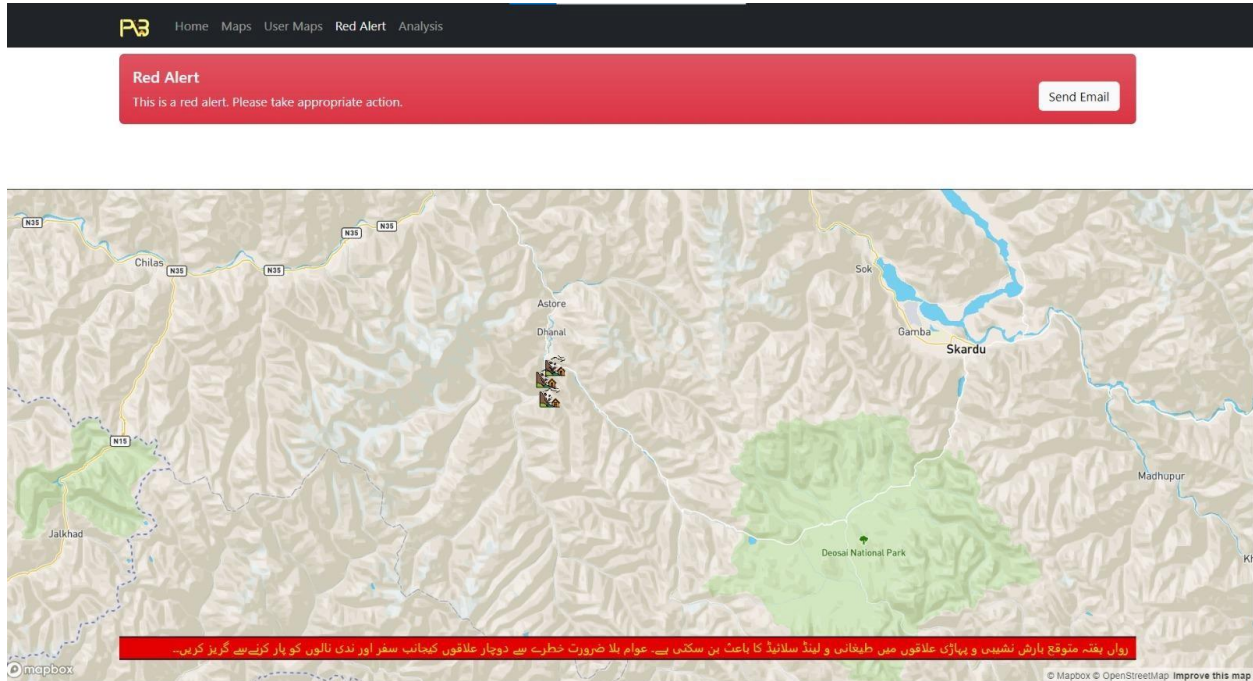 Home Maps User Maps Red Alert Analysis
Red Alert
This is a red alert. Please take appropriate action.
Send Email
N35
N35
N35
Chilas
N35
N35
Sok
Astore
Dhanal
Gamba
Skardu
N15
Madhupur
Jalkhad
Deosai National Park
Kh
رواں ہفتہ متوقع بارش نشیبی و پہاڑی علاقوں میں طیغانی و لینڈ سلائیڈ کا باعث بن سکتی ہے۔ عوام بلا ضرورت خطرے سے دوچار علاقوں کیجانب سفر اور ندی نالوں کو پار کرنےسے گریز کریں۔۔
mapbox
© Mapbox © OpenStreetMap Improve this map